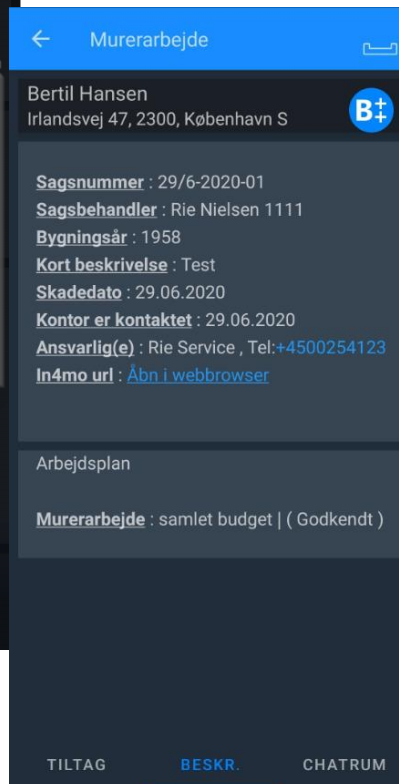 Murerarbejde
Bertil Hansen
Irlandsvej 47, 2300, København S
B‡
Sagsnummer : 29/6-2020-01
Sagsbehandler : Rie Nielsen 1111
Bygningsår : 1958
Kort beskrivelse : Test
Skadedato : 29.06.2020
Kontor er kontaktet : 29.06.2020
Ansvarlig(e) : Rie Service , Tel:+4500254123
In4mo url : Åbn i webbrowser
Arbejdsplan
Murerarbejde : samlet budget | ( Godkendt )
TILTAG BESKR. CHATRUM